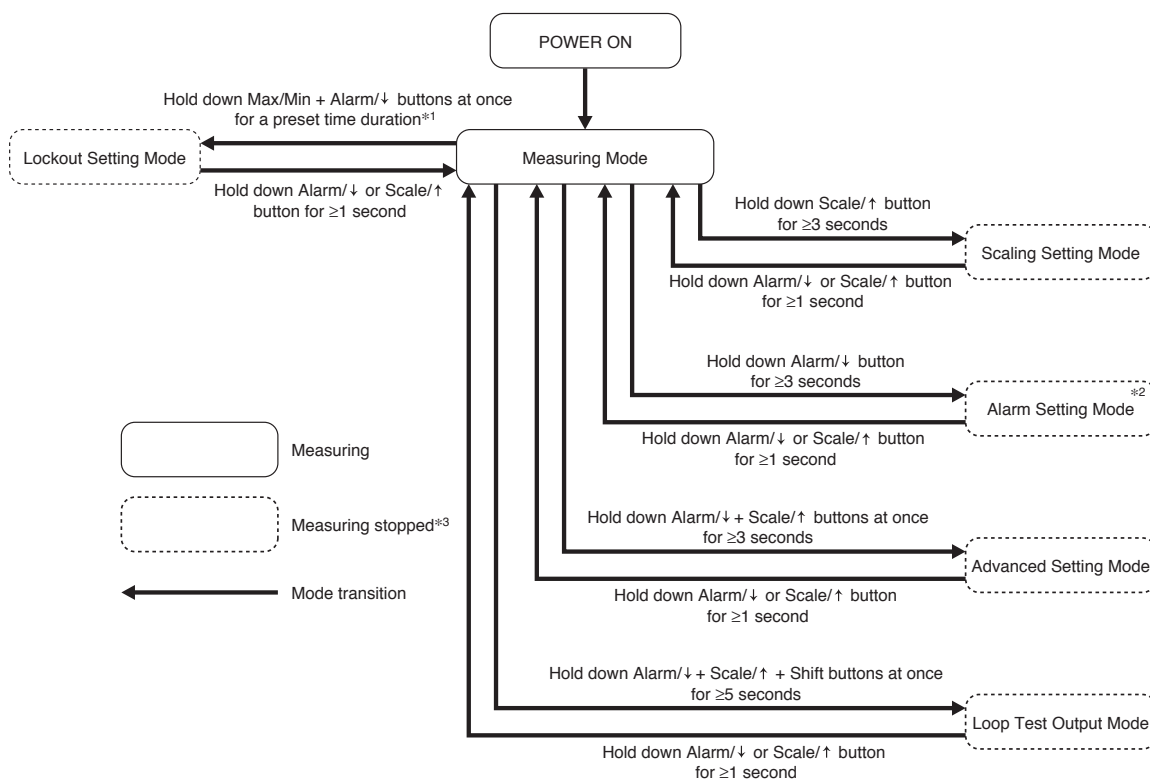 POWER ON
Hold down Max/Min + Alarm/↓ buttons at once
for a preset time duration*1
Lockout Setting Mode
Measuring Mode
Hold down Alarm/↓ or Scale/↑
button for ≥1 second
Hold down Scale/↑ button
for ≥3 seconds
Scaling Setting Mode
Hold down Alarm/↓ or Scale/↑ button
for ≥1 second
Hold down Alarm/↓ button
for ≥3 seconds
Alarm Setting Mode*2
Hold down Alarm/↓ or Scale/↑ button
for ≥1 second
Measuring
Measuring stopped*3
Mode transition
Hold down Alarm/↓ + Scale/↑ buttons at once
for ≥3 seconds
Advanced Setting Mode
Hold down Alarm/↓ or Scale/↑ button
for ≥1 second
Hold down Alarm/↓ + Scale/↑ + Shift buttons at once
for ≥5 seconds
Loop Test Output Mode
Hold down Alarm/↓ or Scale/↑ button
for ≥1 second